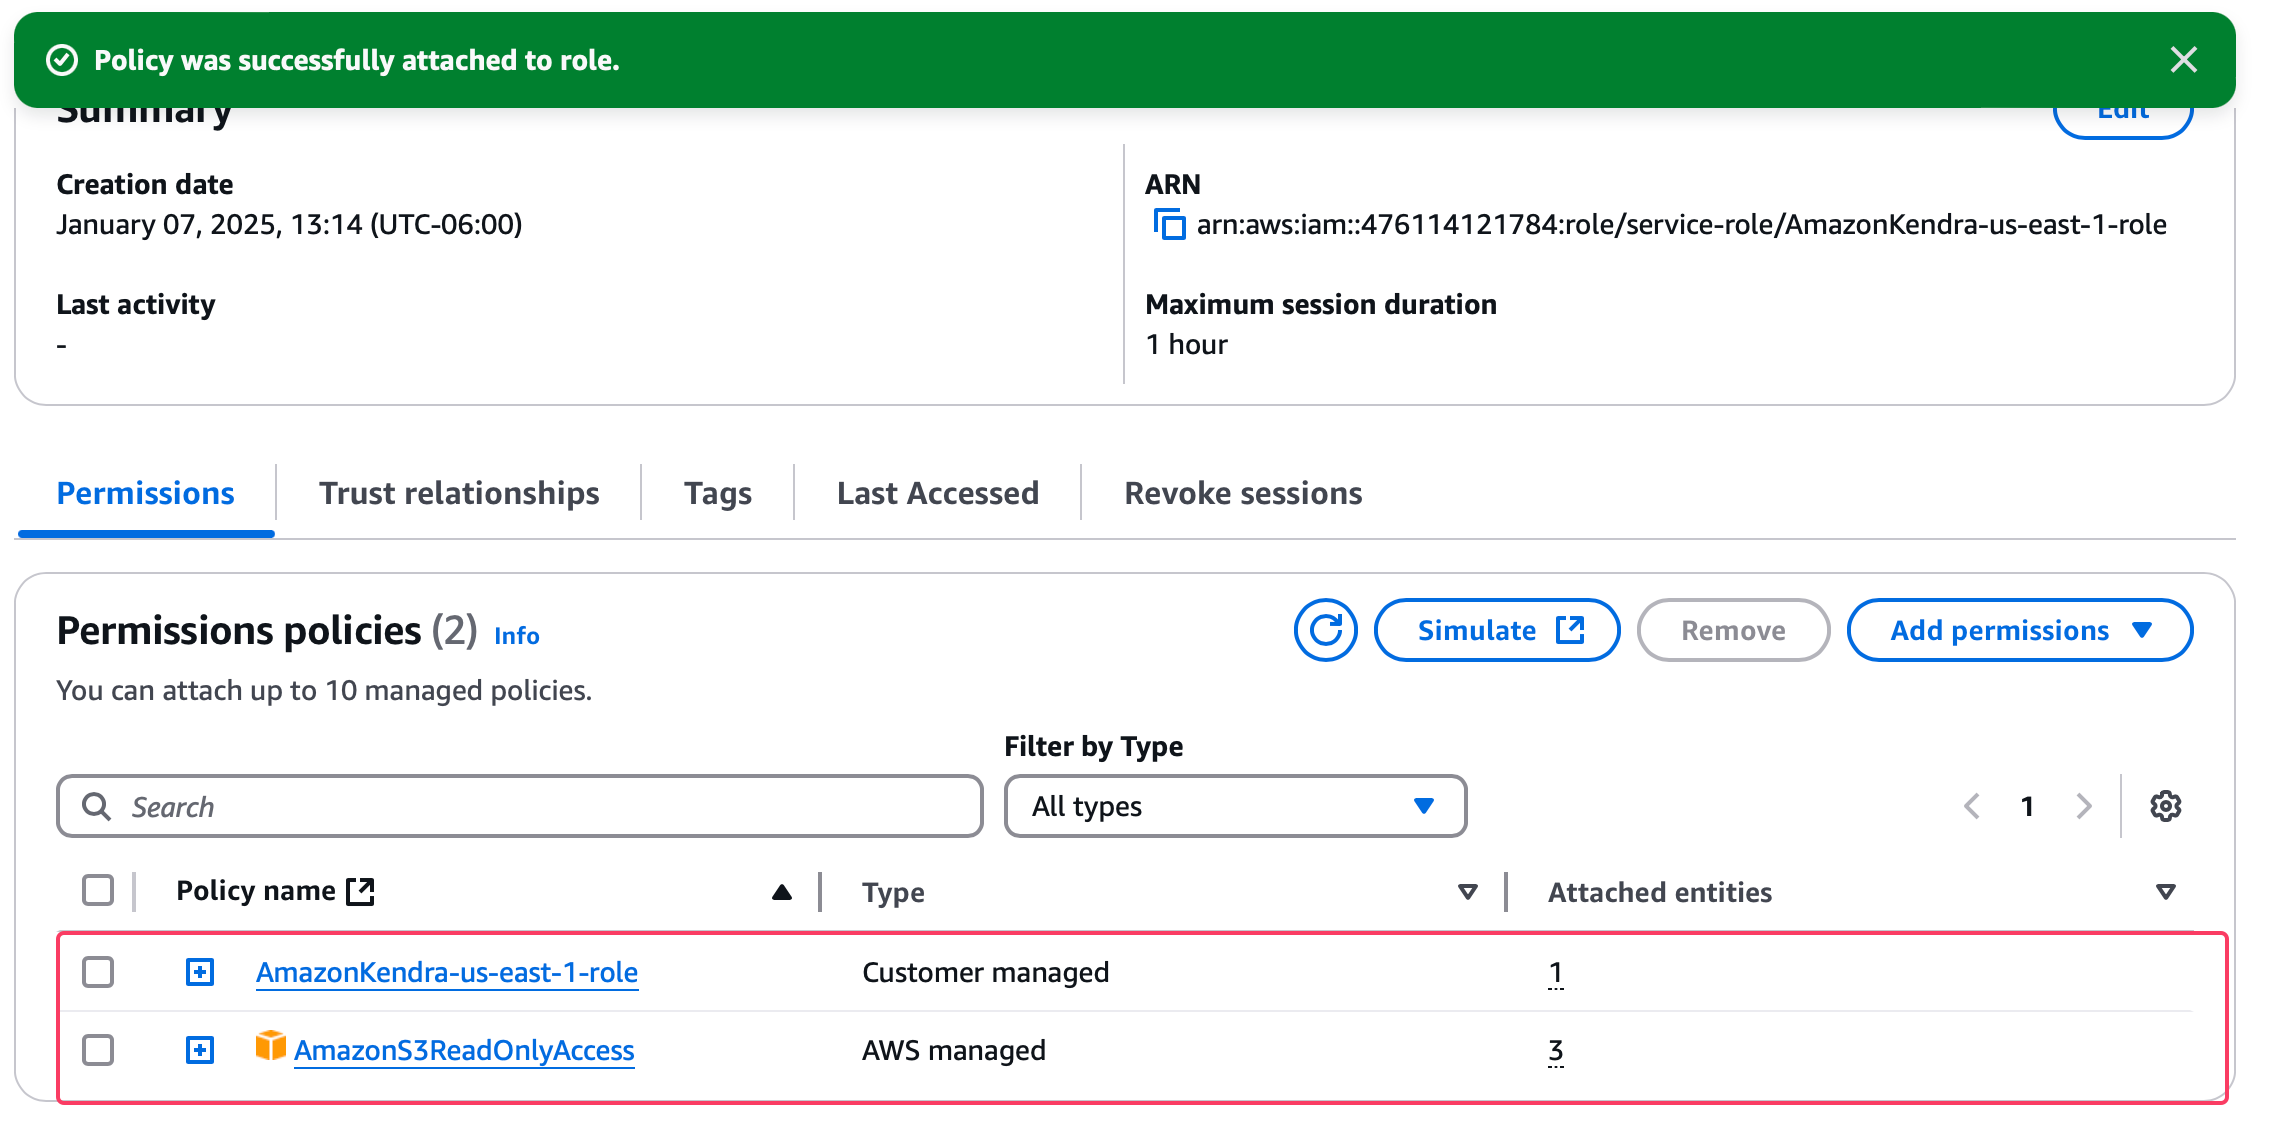 Policy was successfully attached to role.
Summary
Edit
Creation date
January 07, 2025, 13:14 (UTC-06:00)
ARN
arn:aws:iam::476114121784:role/service-role/AmazonKendra-us-east-1-role
Last activity
-
Maximum session duration
1 hour
Permissions
Trust relationships
Tags
Last Accessed
Revoke sessions
Permissions policies (2) Info
Simulate
Remove
Add permissions
You can attach up to 10 managed policies.
Filter by Type
Search
All types
1
Policy name
Type
Attached entities
AmazonKendra-us-east-1-role
Customer managed
1
AmazonS3ReadOnlyAccess
AWS managed
3